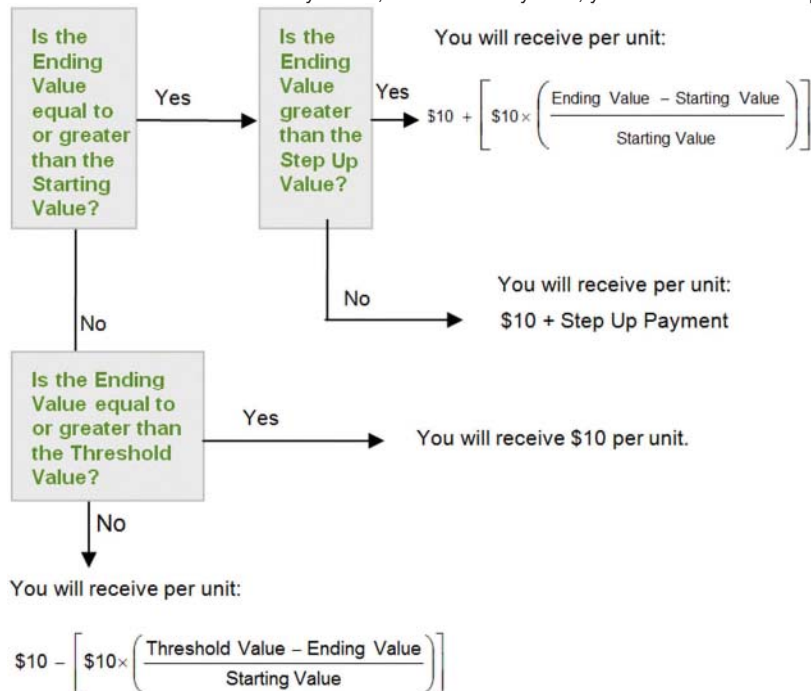 Is the
Ending
Value
equal to
or greater
than the
Starting
Value?
Yes
Is the
Ending
Value
greater
than the
Step Up
Value?
Yes
You will receive per unit:
$10 + [ $10× ( Ending Value – Starting Value
Starting Value ) ]
No
You will receive per unit:
$10 + Step Up Payment
No
Is the Ending
Value equal to
or greater than
the Threshold
Value?
Yes
You will receive $10 per unit.
No
You will receive per unit:
$10 – [ $10× ( Threshold Value – Ending Value
Starting Value ) ]